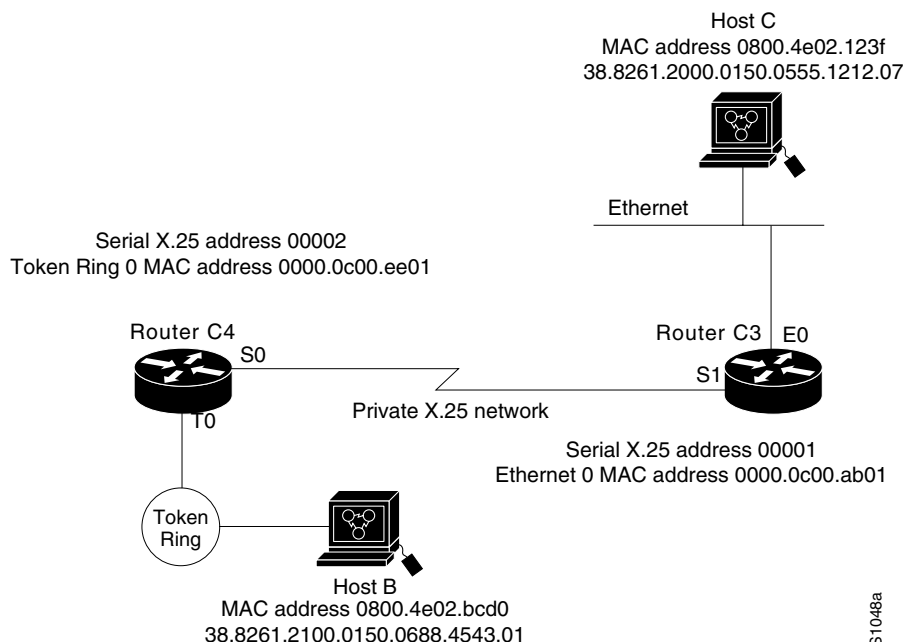 Host C
MAC address 0800.4e02.123f
38.8261.2000.0150.0555.1212.07
Ethernet
Serial X.25 address 00002
Token Ring 0 MAC address 0000.0c00.ee01
Router C4
S0
T0
Router C3
E0
S1
Private X.25 network
Serial X.25 address 00001
Ethernet 0 MAC address 0000.0c00.ab01
Token
Ring
Host B
MAC address 0800.4e02.bcd0
38.8261.2100.0150.0688.4543.01
S1048a